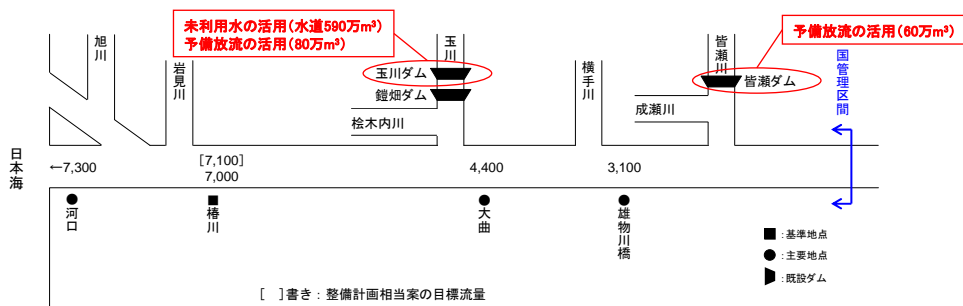 未利用水の活用(水道590万m³)
予備放流の活用(80万m³)
予備放流の活用(60万m³)
旭川
岩見川
玉川
横手川
皆瀬川
国管理区間
玉川ダム
鎧畑ダム
皆瀬ダム
成瀬川
桧木内川
日本海
←7,300
[7,100]
7,000
4,400
3,100
河口
椿川
大曲
雄物川橋
■:基準地点
●:主要地点
:既設ダム
[ ]書き:整備計画相当案の目標流量